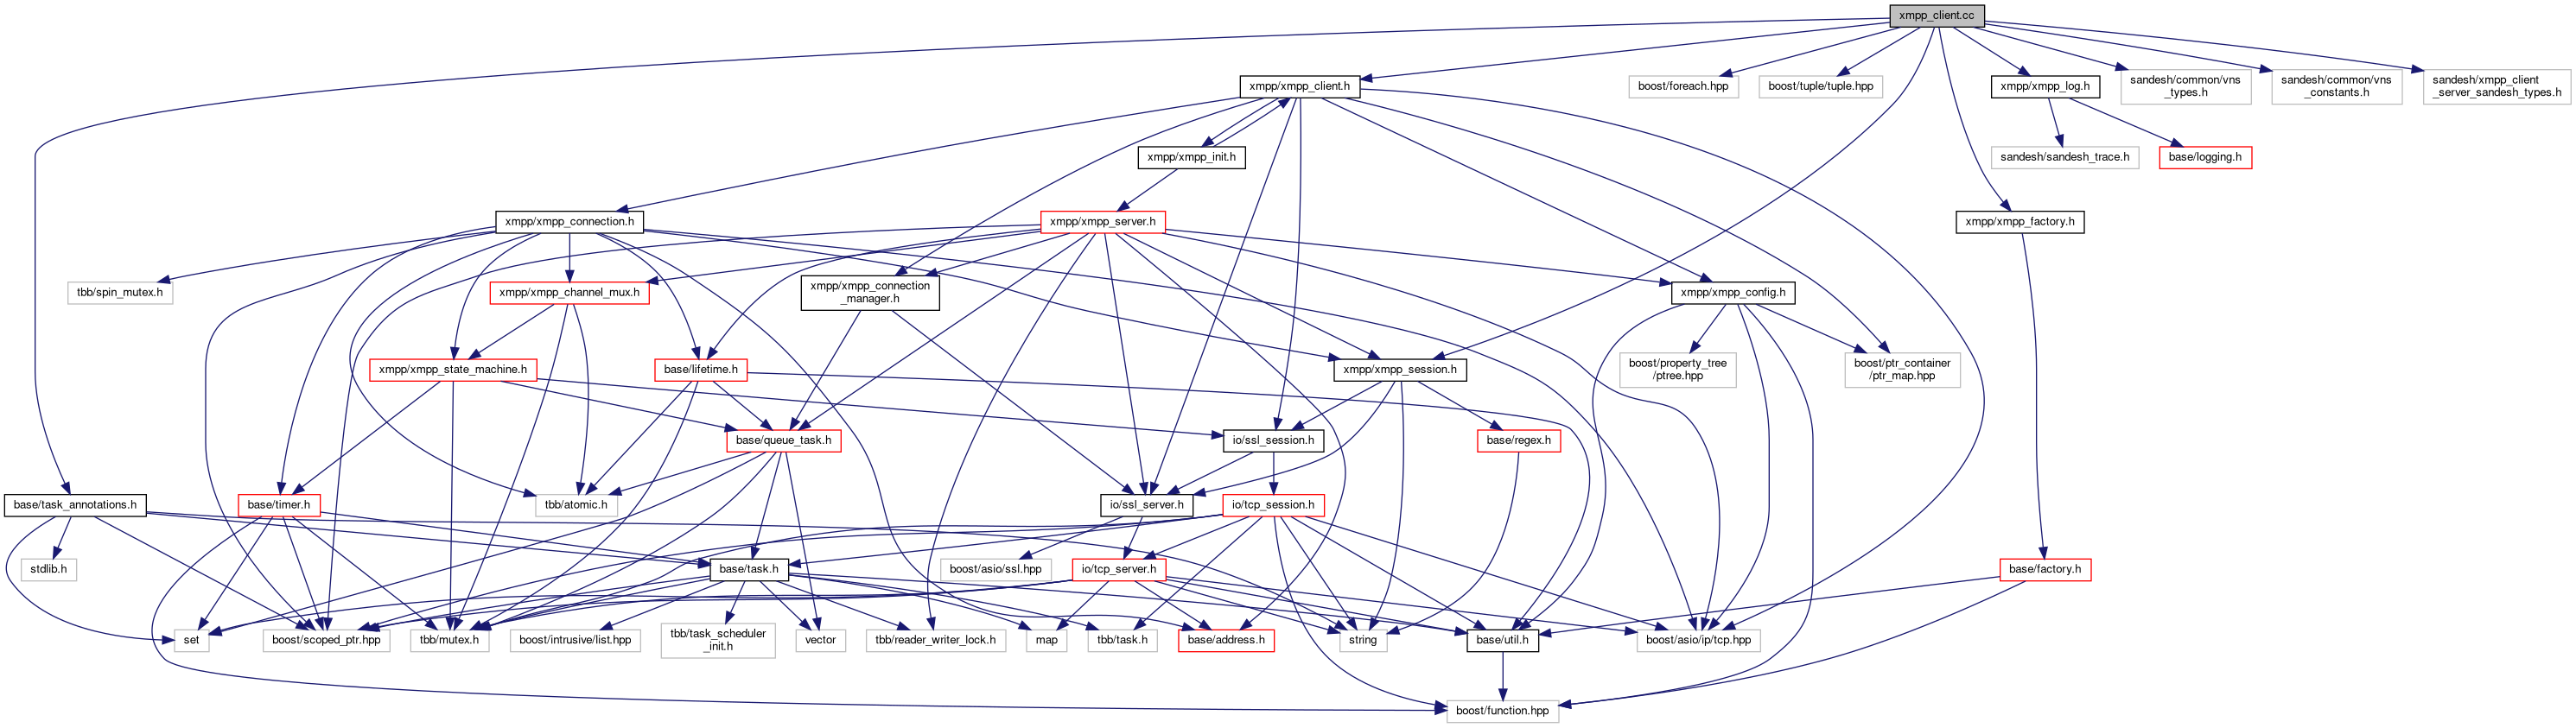 xmpp_client.cc
xmpp/xmpp_client.h
boost/foreach.hpp
boost/tuple/tuple.hpp
xmpp/xmpp_log.h
sandesh/common/vns
_types.h
sandesh/common/vns
_constants.h
sandesh/xmpp_client
_server_sandesh_types.h
xmpp/xmpp_init.h
sandesh/sandesh_trace.h
base/logging.h
xmpp/xmpp_connection.h
xmpp/xmpp_server.h
xmpp/xmpp_factory.h
tbb/spin_mutex.h
xmpp/xmpp_channel_mux.h
xmpp/xmpp_connection
_manager.h
xmpp/xmpp_config.h
xmpp/xmpp_state_machine.h
base/lifetime.h
xmpp/xmpp_session.h
boost/property_tree
/ptree.hpp
boost/ptr_container
/ptr_map.hpp
base/queue_task.h
io/ssl_session.h
base/regex.h
base/task_annotations.h
base/timer.h
tbb/atomic.h
io/ssl_server.h
io/tcp_session.h
stdlib.h
base/task.h
boost/asio/ssl.hpp
io/tcp_server.h
base/factory.h
set
boost/scoped_ptr.hpp
tbb/mutex.h
boost/intrusive/list.hpp
tbb/task_scheduler
_init.h
vector
tbb/reader_writer_lock.h
map
tbb/task.h
base/address.h
string
base/util.h
boost/asio/ip/tcp.hpp
boost/function.hpp